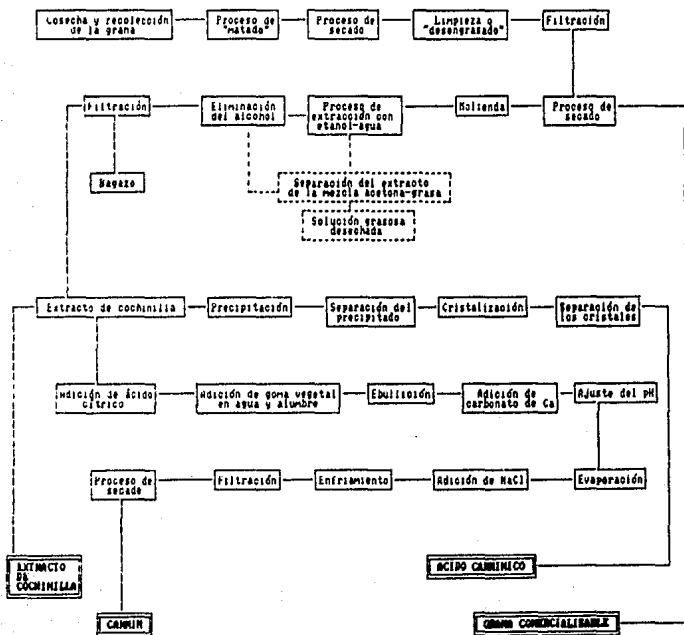 Cosecha y recolección
de la grana
Proceso de
"matado"
Proceso de
secado
Limpieza o
"desengrasado"
Filtración
Filtración
Eliminación
del alcohol
Proceso de
extracción con
etanol-agua
Molienda
Proceso de
secado
Bagazo
Separación del extracto
de la mezcla Acetona-grasa
Solución grasosa
desechada
Extracto de cochinilla
Precipitación
Separación del
precipitado
Cristalización
Separación de
los cristales
Adición de Ácido
cítrico
Adición de goma vegetal
en agua y alumbre
Ebullición
Adición de
carbonato de Ca
Ajuste del pH
Proceso de
secade
Filtración
Enfriamiento
Adición de NaCl
Evaporación
EXTRACTO
DE
COCHINILLA
ACIDO CARMINICO
CARMIN
GRANA COMERCIALIZABLE